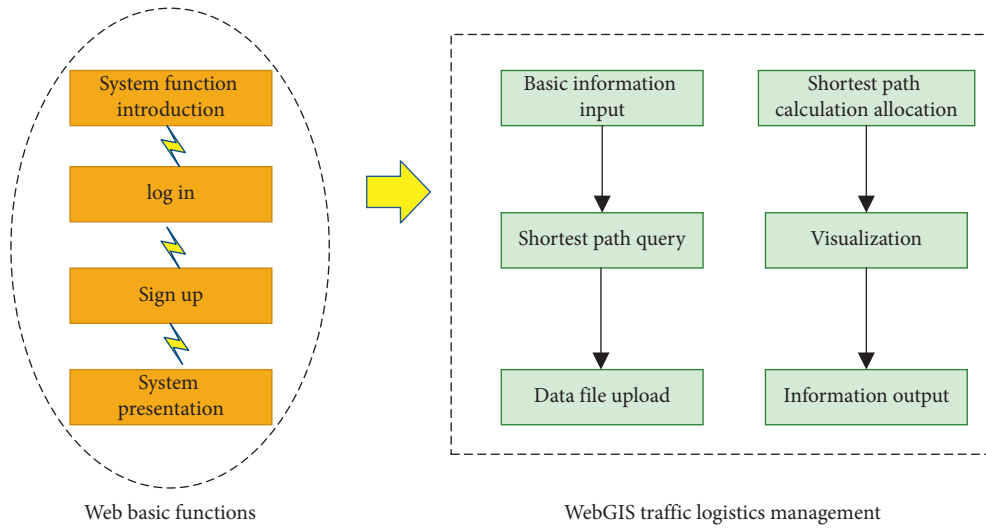 System function
introduction
log in
Sign up
System
presentation
Web basic functions
Basic information
input
Shortest path query
Data file upload
Shortest path
calculation allocation
Visualization
Information output
WebGIS traffic logistics management